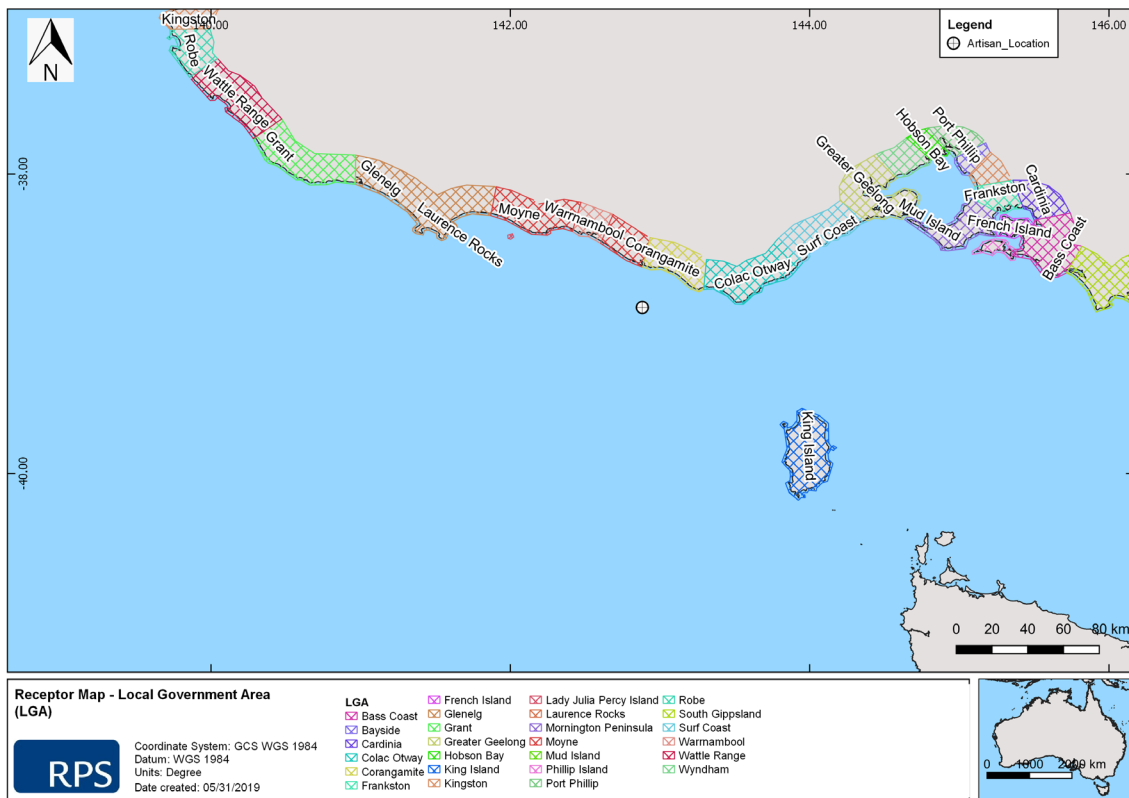 140.00
142.00
144.00
146.00
Legend
Artisan_Location
N
Kingston
Robe
Wattle Range
Grant
Glenelg
Laurence Rocks
Moyne
Warrnambool
Corangamite
Colac Otway
Surf Coast
Greater Geelong
Hobson Bay
Port Phillip
Mud Island
Frankston
Cardinia
French Island
Bass Coast
King Island
-38.00
-38.00
-40.00
-40.00
0 20 40 60 80 km
Receptor Map - Local Government Area
(LGA)
RPS
Coordinate System: GCS WGS 1984
Datum: WGS 1984
Units: Degree
Date created: 05/31/2019
LGA
Bass Coast
Bayside
Cardinia
Colac Otway
Corangamite
Frankston
French Island
Glenelg
Grant
Greater Geelong
Hobson Bay
King Island
Kingston
Lady Julia Percy Island
Laurence Rocks
Mornington Peninsula
Moyne
Mud Island
Phillip Island
Port Phillip
Robe
South Gippsland
Surf Coast
Warrnambool
Wattle Range
Wyndham
0 1000 2000 km